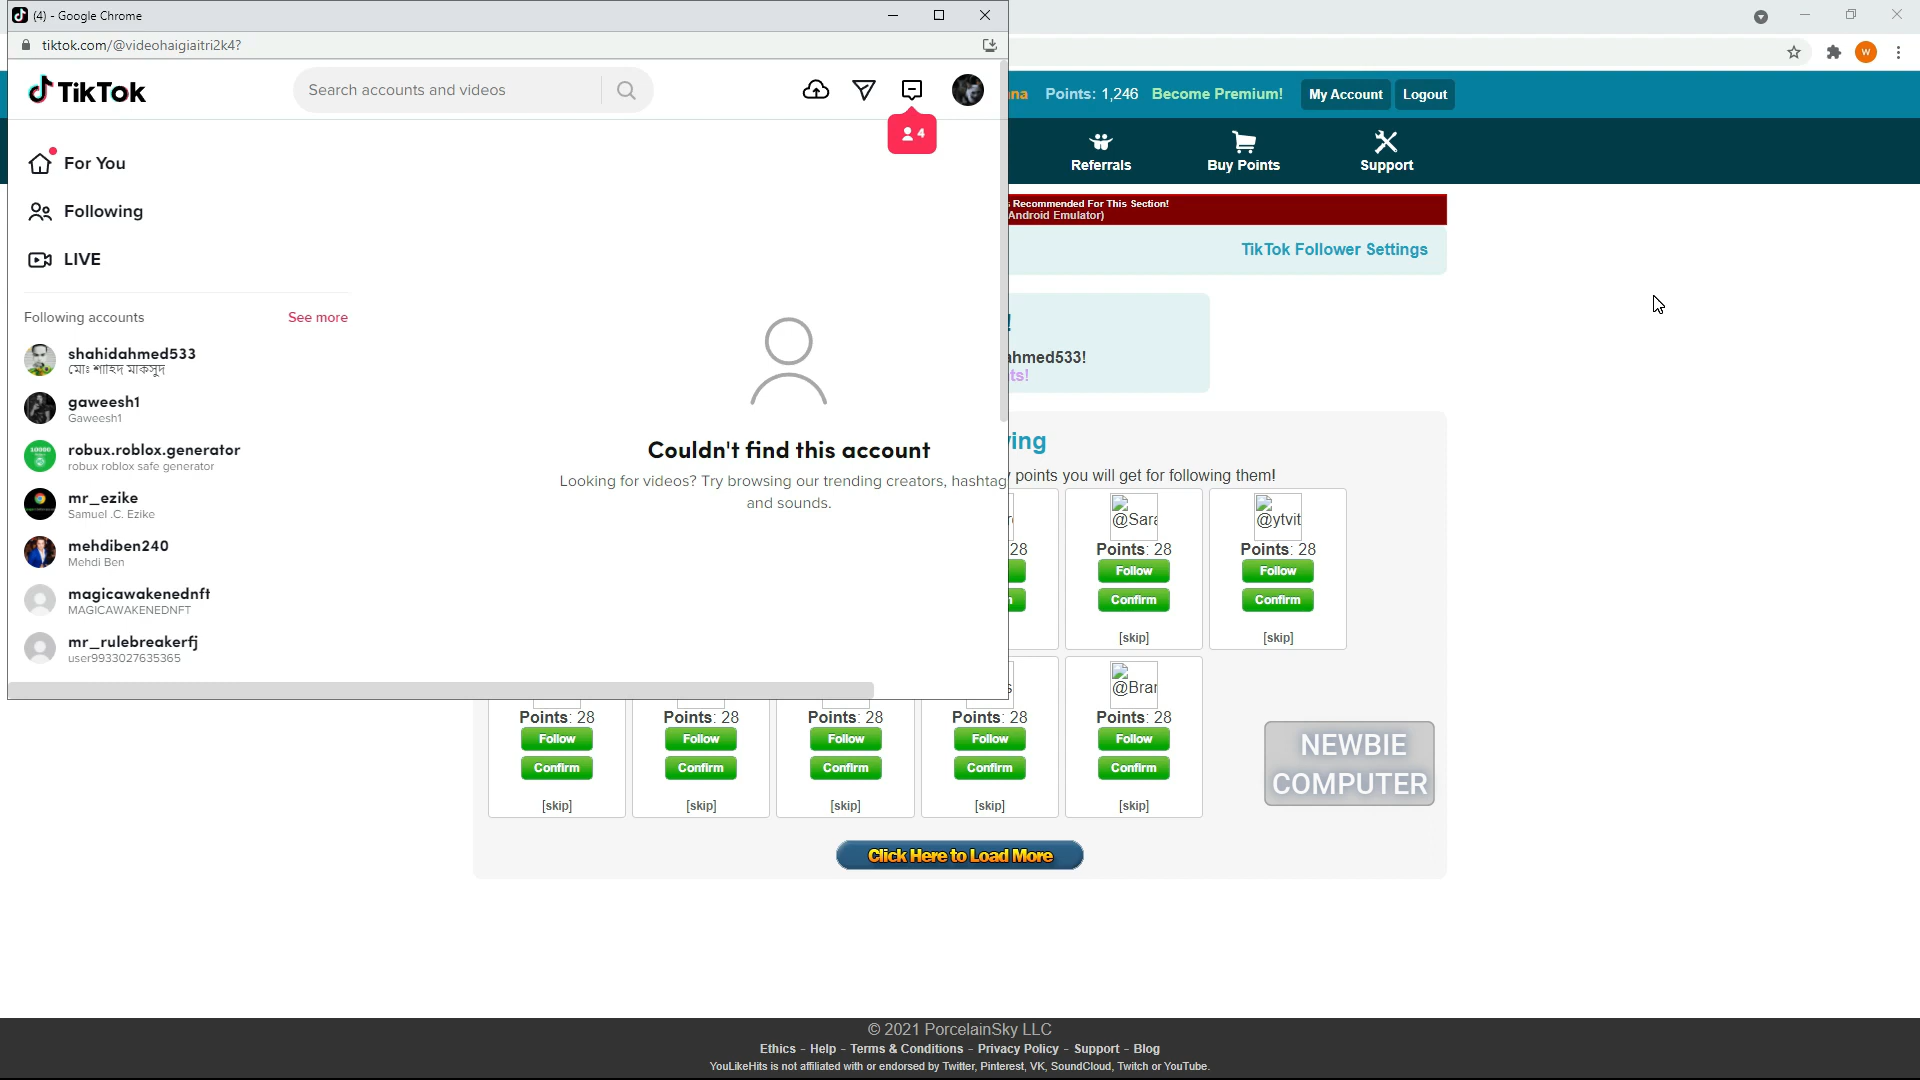 (4) - Google Chrome
tiktok.com/@videohaigiaitri2k4?
TikTok
Search accounts and videos
4
For You
Following
LIVE
Following accounts
See more
shahidahmed533
মোঃ শাহিদ মাকসুদ
gaweesh1
Gaweesh1
robux.roblox.generator
robux roblox safe generator
mr_ezike
Samuel .C. Ezike
mehdiben240
Mehdi Ben
magicawakenednft
MAGICAWAKENEDNFT
mr_rulebreakerfj
user9933027635365
Couldn't find this account
Looking for videos? Try browsing our trending creators, hashtag
and sounds.
W
na Points: 1,246 Become Premium! My Account Logout
Referrals Buy Points Support
s Recommended For This Section!
Android Emulator)
TikTok Follower Settings
!
ahmed533!
ts!
ving
points you will get for following them!
@Sara @ytvit
28 Points: 28 Points: 28
Follow Follow
Confirm Confirm
[skip] [skip]
@Brar
Points: 28 Points: 28 Points: 28 Points: 28 Points: 28
Follow Follow Follow Follow Follow
Confirm Confirm Confirm Confirm Confirm
[skip] [skip] [skip] [skip] [skip]
NEWBIE
COMPUTER
Click Here to Load More
© 2021 PorcelainSky LLC
Ethics - Help - Terms & Conditions - Privacy Policy - Support - Blog
YouLikeHits is not affiliated with or endorsed by Twitter, Pinterest, VK, SoundCloud, Twitch or YouTube.